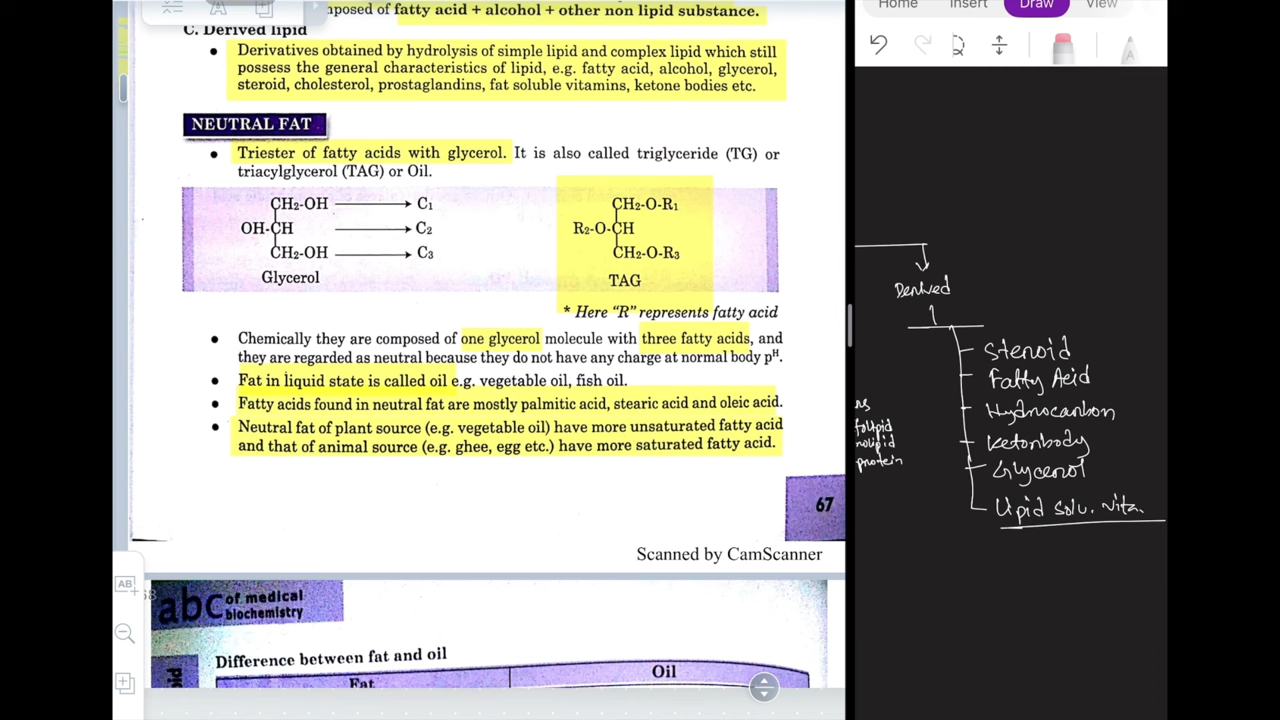 fatty acid + alcohol + other non lipid substance.
C. Derived lipid
• Derivatives obtained by hydrolysis of simple lipid and complex lipid which still
possess the general characteristics of lipid, e.g. fatty acid, alcohol, glycerol,
steroid, cholesterol, prostaglandins, fat soluble vitamins, ketone bodies etc.
NEUTRAL FAT
• Triester of fatty acids with glycerol. It is also called triglyceride (TG) or
triacylglycerol (TAG) or Oil.
CH2-OH → C1
OH-CH → C2
CH2-OH → C3
Glycerol
CH2-O-R1
R2-O-CH
CH2-O-R3
TAG
* Here "R" represents fatty acid
• Chemically they are composed of one glycerol molecule with three fatty acids, and
they are regarded as neutral because they do not have any charge at normal body pH.
• Fat in liquid state is called oil e.g. vegetable oil, fish oil.
• Fatty acids found in neutral fat are mostly palmitic acid, stearic acid and oleic acid.
• Neutral fat of plant source (e.g. vegetable oil) have more unsaturated fatty acid
and that of animal source (e.g. ghee, egg etc.) have more saturated fatty acid.
67
Scanned by CamScanner
abc of medical
biochemistry
Difference between fat and oil
Fat Oil
Home Insert Draw View
Derived
Steroid
Fatty Acid
Hydrocarbon
Ketonbody
Glycerol
Lipid Solu. Vita.
protein
AB